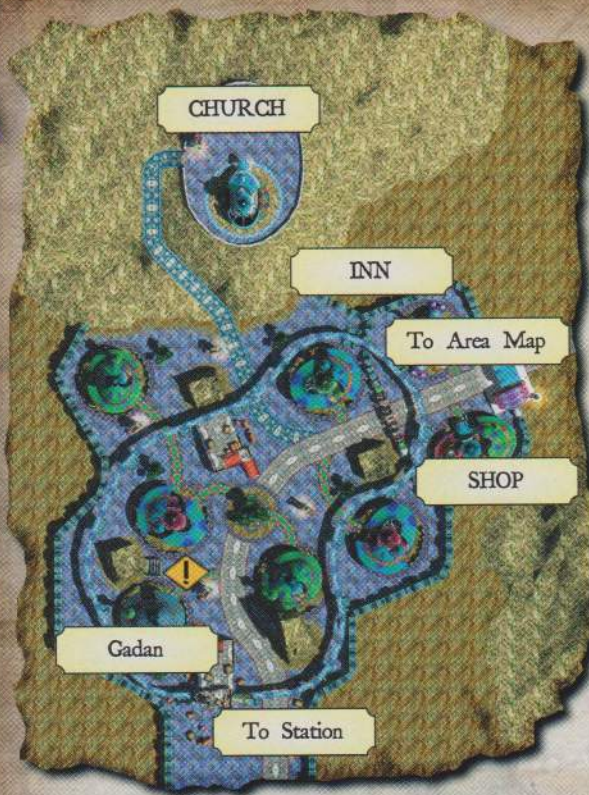 CHURCH
INN
To Area Map
SHOP
!
Gadan
To Station